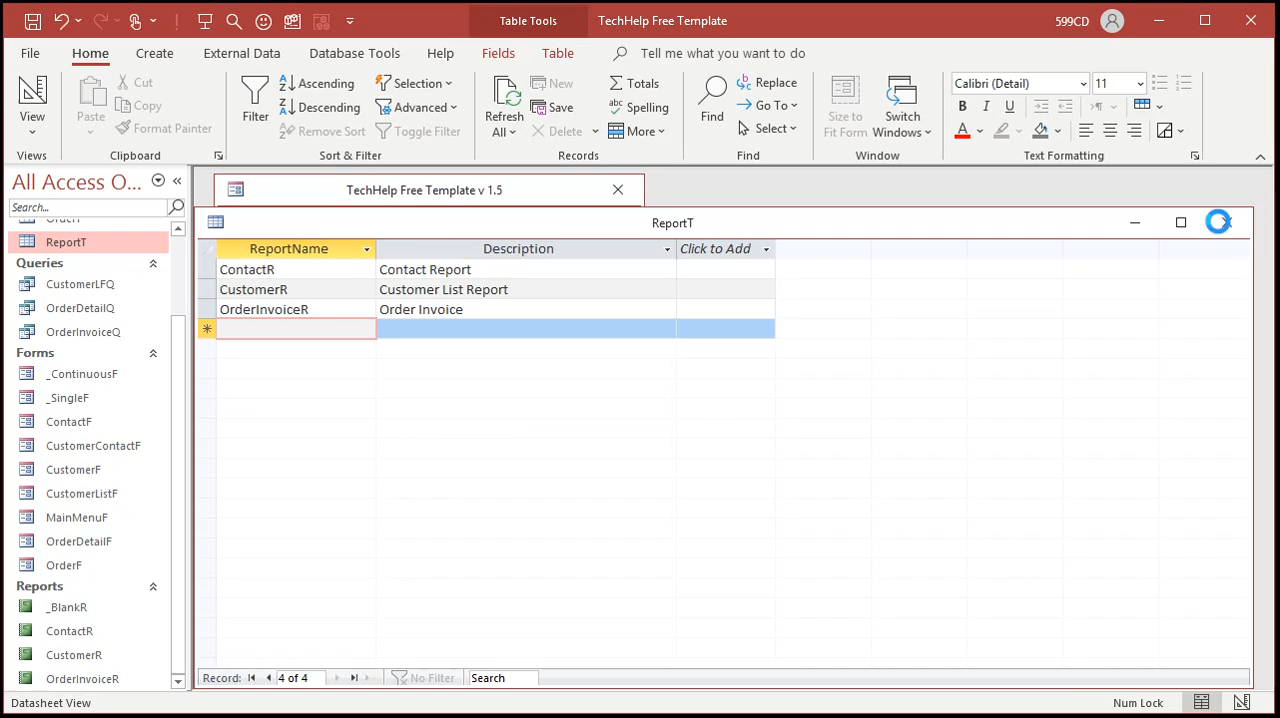 Table Tools
TechHelp Free Template
599CD
File
Home
Create
External Data
Database Tools
Help
Fields
Table
Tell me what you want to do
View
Views
Paste
Cut
Copy
Format Painter
Clipboard
Filter
Ascending
Descending
Remove Sort
Selection
Advanced
Toggle Filter
Sort & Filter
Refresh
All
New
Save
Delete
Totals
Spelling
More
Records
Find
Replace
Go To
Select
Find
Size to
Fit Form
Switch
Windows
Window
Calibri (Detail)
11
B I U
A
Text Formatting
All Access O...
Search...
ReportT
Queries
CustomerLFQ
OrderDetailQ
OrderInvoiceQ
Forms
_ContinuousF
_SingleF
ContactF
CustomerContactF
CustomerF
CustomerListF
MainMenuF
OrderDetailF
OrderF
Reports
_BlankR
ContactR
CustomerR
OrderInvoiceR
TechHelp Free Template v 1.5
ReportT
ReportName Description Click to Add
ContactR Contact Report
CustomerR Customer List Report
OrderInvoiceR Order Invoice
Record: 4 of 4 No Filter Search
Datasheet View
Num Lock